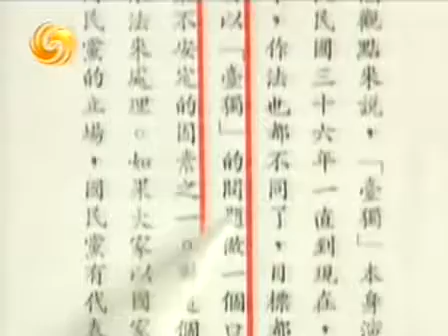 觀點來說，「臺獨」本身
民國三十六年一直到現在，
，作法也都不同了，目標都
以「臺獨」的問題做一個
不安定的因素之一。
法來處理。如果大家以國家
民黨的立場，國民黨有代表